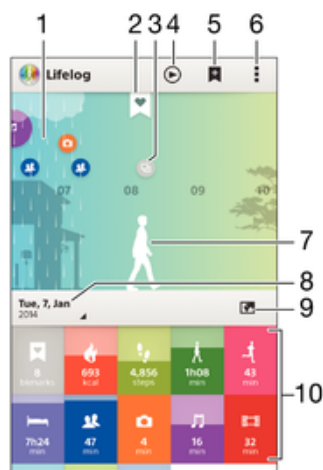 1 2 3 4 5 6
Lifelog
07 08 09 10
7
8
Tue, 7, Jan
2014
9
8 693 4,856 1h08 43
bkmarks kcal steps min min
10
7h24 47 4 16 32
min min min min min